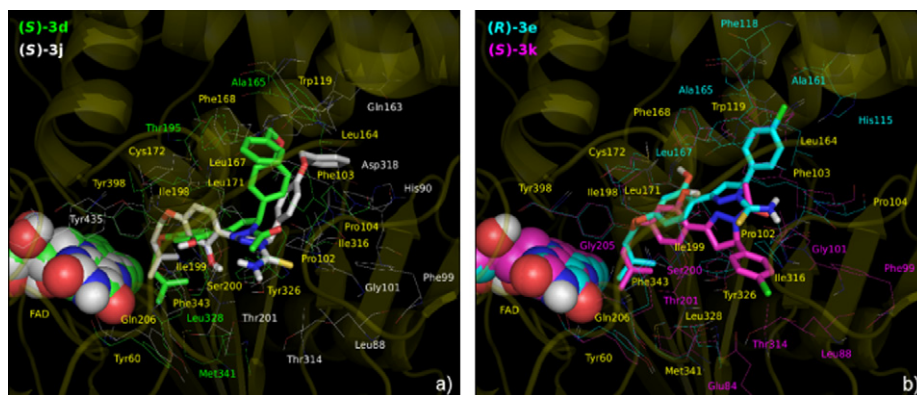 (S)-3d
(S)-3j
Ala165
Trp119
Phe168
Gln163
Thr195
Leu164
Cys172
Leu167
Asp318
Phe103
Tyr398
Ile198
Leu171
His90
Tyr435
Pro104
Ile316
Pro102
Ile199
Phe99
Ser200
Tyr326
Gly101
FAD
Phe343
Gln206
Leu328
Thr201
Leu88
Tyr60
Thr314
Met341
a)
(R)-3e
(S)-3k
Phe118
Ala165
Ala161
Phe168
Trp119
His115
Cys172
Leu167
Leu164
Phe103
Tyr398
Ile198
Leu171
Pro104
Pro102
Gly205
Ile199
Gly101
Ser200
Phe99
Phe343
Tyr326
Ile316
FAD
Thr201
Gln206
Leu328
Thr314
Leu88
Tyr60
Met341
Glu84
b)